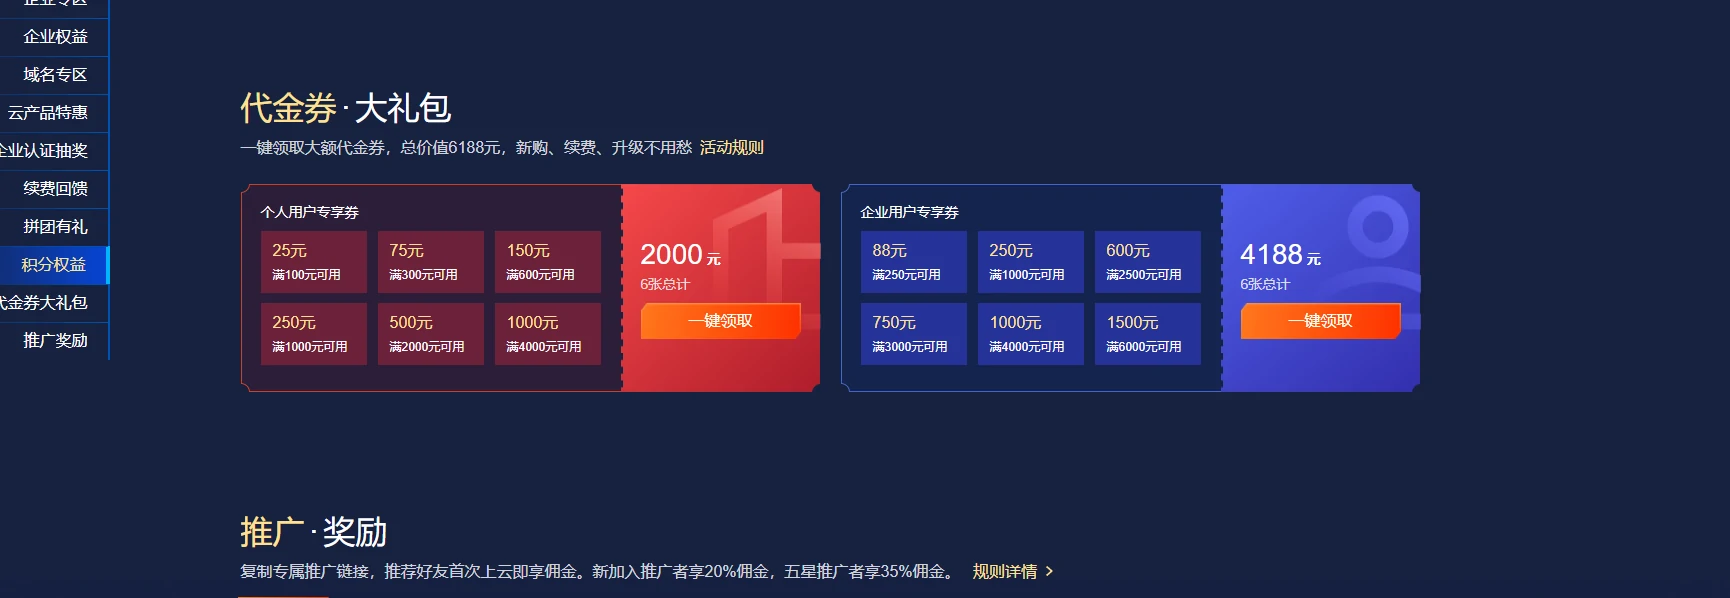 企业专区
企业权益
域名专区
云产品特惠
企业认证抽奖
续费回馈
拼团有礼
积分权益
代金券大礼包
推广奖励
代金券·大礼包
一键领取大额代金券，总价值6188元，新购、续费、升级不用愁 活动规则
个人用户专享券
25元 75元 150元
满100元可用 满300元可用 满600元可用
250元 500元 1000元
满1000元可用 满2000元可用 满4000元可用
2000元
6张总计
一键领取
企业用户专享券
88元 250元 600元
满250元可用 满1000元可用 满2500元可用
750元 1000元 1500元
满3000元可用 满4000元可用 满6000元可用
4188元
6张总计
一键领取
推广·奖励
复制专属推广链接，推荐好友首次上云即享佣金。新加入推广者享20%佣金，五星推广者享35%佣金。 规则详情 >